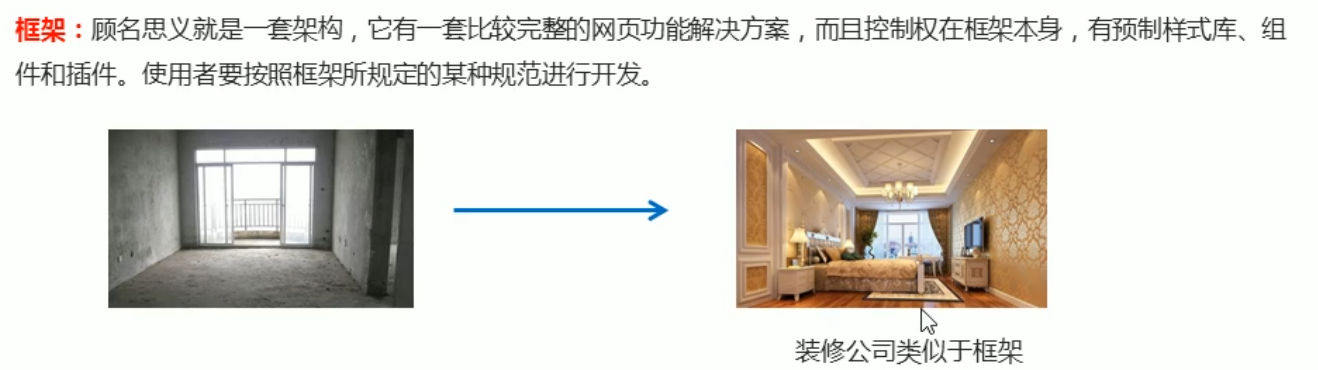 框架：顾名思义就是一套架构，它有一套比较完整的网页功能解决方案，而且控制权在框架本身，有预制样式库、组
件和插件。使用者要按照框架所规定的某种规范进行开发。
装修公司类似于框架